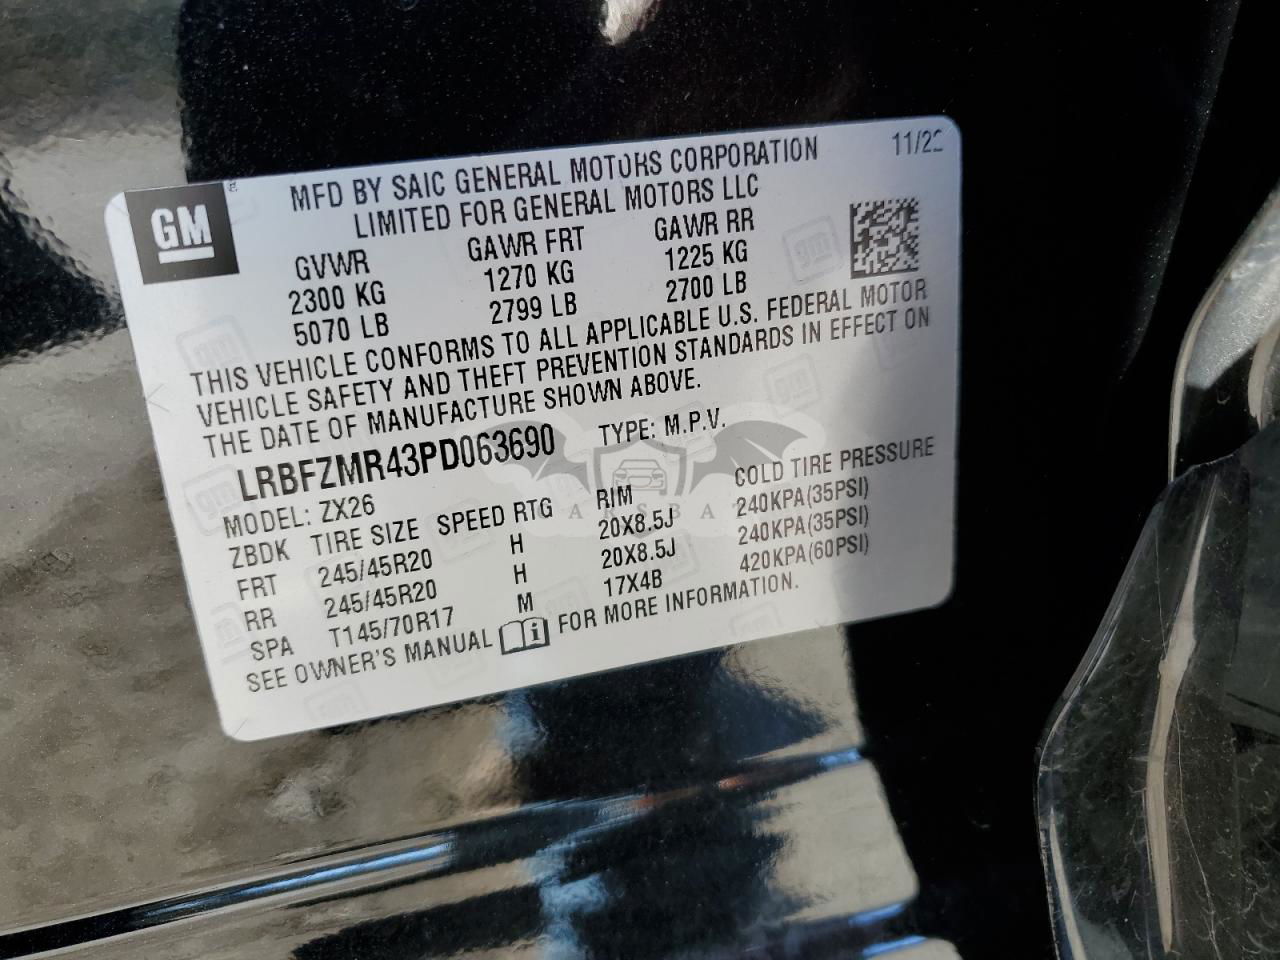 GM
®
11/22
MFD BY SAIC GENERAL MOTORS CORPORATION
LIMITED FOR GENERAL MOTORS LLC
GVWR GAWR FRT GAWR RR
2300 KG 1270 KG 1225 KG
5070 LB 2799 LB 2700 LB
THIS VEHICLE CONFORMS TO ALL APPLICABLE U.S. FEDERAL MOTOR
VEHICLE SAFETY AND THEFT PREVENTION STANDARDS IN EFFECT ON
THE DATE OF MANUFACTURE SHOWN ABOVE.
LRBFZMR43PD063690 TYPE: M.P.V.
MODEL: ZX26
ZBDK TIRE SIZE SPEED RTG RIM COLD TIRE PRESSURE
FRT 245/45R20 H 20X8.5J 240KPA(35PSI)
RR 245/45R20 H 20X8.5J 240KPA(35PSI)
SPA T145/70R17 M 17X4B 420KPA(60PSI)
SEE OWNER'S MANUAL FOR MORE INFORMATION.